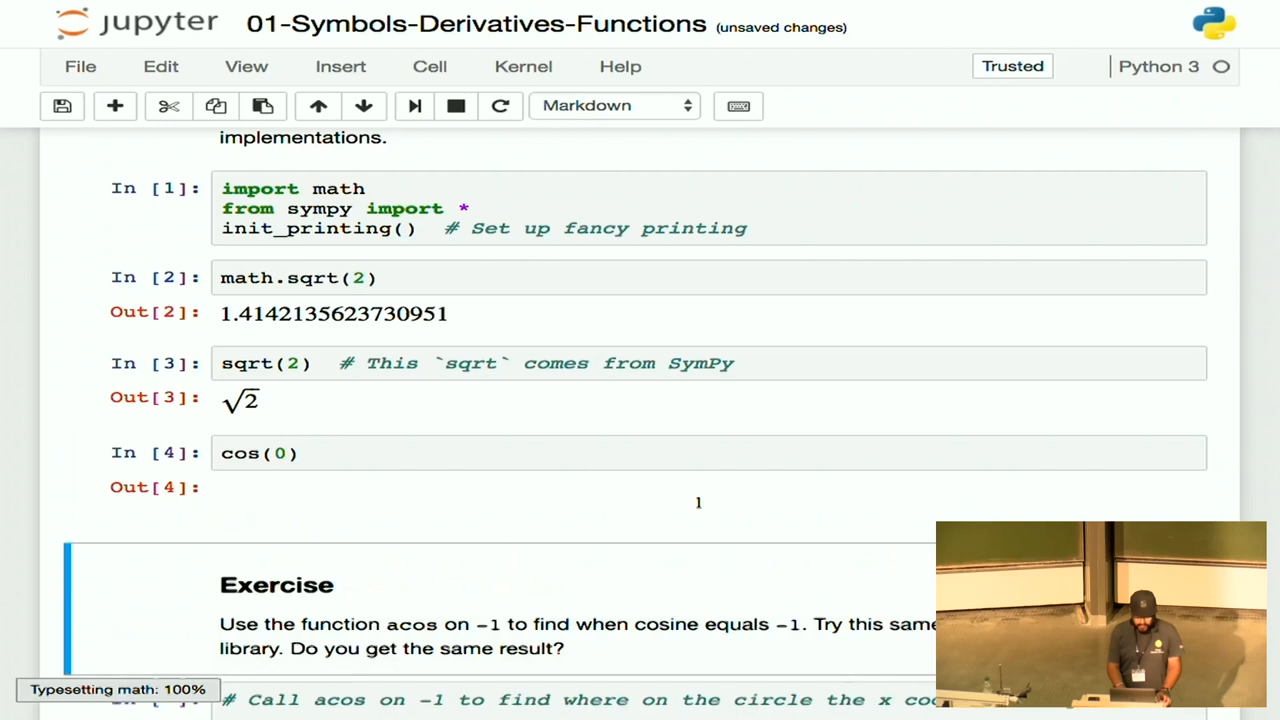 jupyter 01-Symbols-Derivatives-Functions (unsaved changes)
File Edit View Insert Cell Kernel Help Trusted Python 3
Markdown
implementations.
In [1]: import math
from sympy import *
init_printing() # Set up fancy printing
In [2]: math.sqrt(2)
Out[2]: 1.4142135623730951
In [3]: sqrt(2) # This `sqrt` comes from SymPy
Out[3]: √2
In [4]: cos(0)
Out[4]:
1
Exercise
Use the function acos on -1 to find when cosine equals -1. Try this same
library. Do you get the same result?
Typesetting math: 100%
# Call acos on -1 to find where on the circle the x